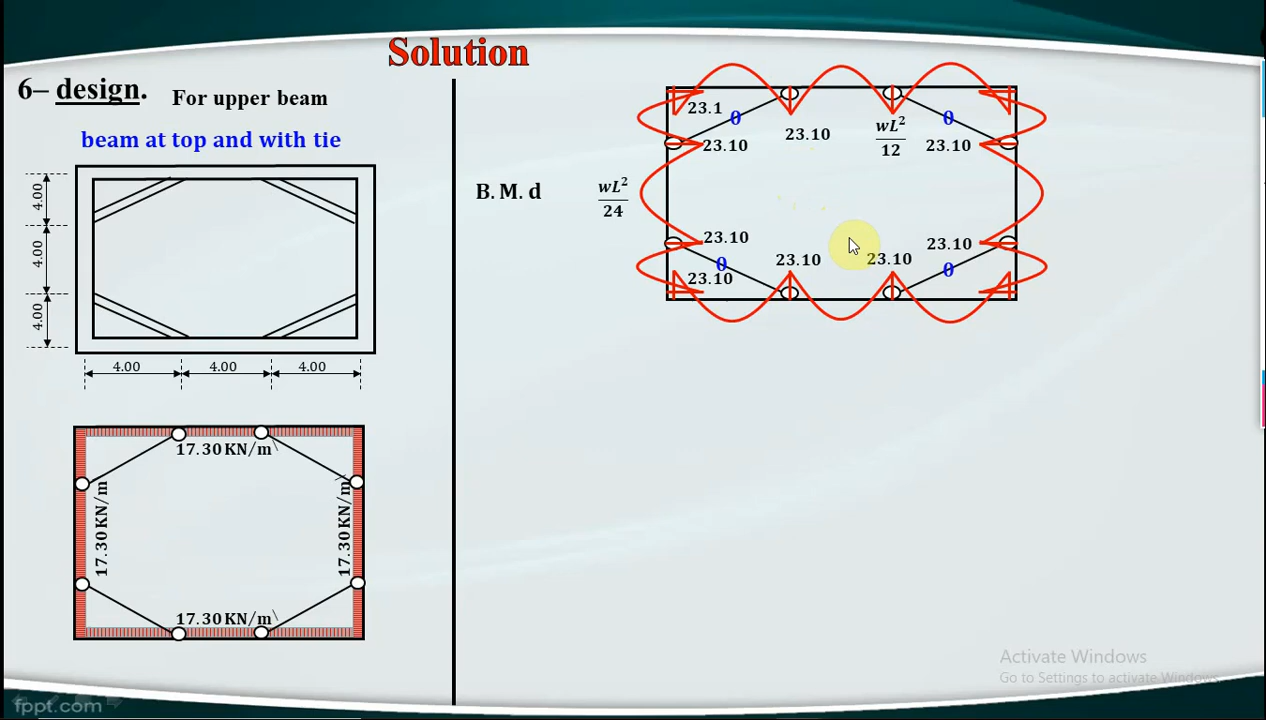 Solution
6– design.
For upper beam
beam at top and with tie
4.00
4.00
4.00
4.00
4.00
4.00
17.30 KN/m\
17.30 KN/m
17.30 KN/m\
17.30 KN/m\
B. M. d
wL²
24
23.1
0
23.10
23.10
wL²
12
0
23.10
23.10
0
23.10
23.10
23.10
23.10
0
Activate Windows
Go to Settings to activate Windows.
fppt.com